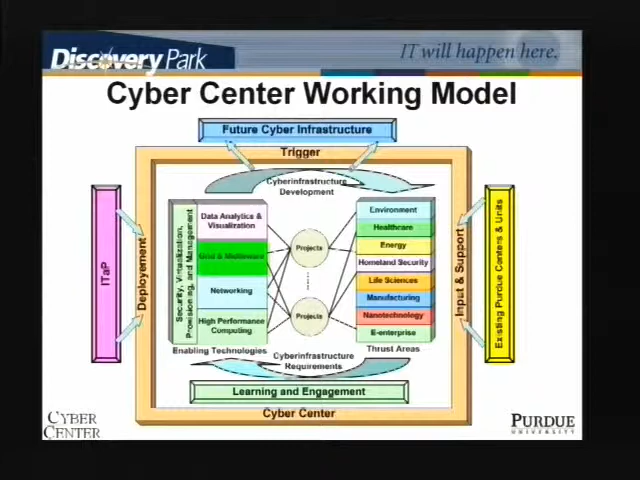 Discovery Park
IT will happen here.
Cyber Center Working Model
Future Cyber Infrastructure
Trigger
Cyberinfrastructure
Development
ITaP
Deployement
Security, Virtualization,
Provisioning, and Management
Data Analytics &
Visualization
Grid & Middleware
Networking
High Performance
Computing
Enabling Technologies
Projects
Projects
Environment
Healthcare
Energy
Homeland Security
Life Sciences
Manufacturing
Nanotechnology
E-enterprise
Thrust Areas
Input & Support
Existing Purdue Centers & Units
Cyberinfrastructure
Requirements
Learning and Engagement
Cyber Center
CYBER
CENTER
PURDUE
UNIVERSITY